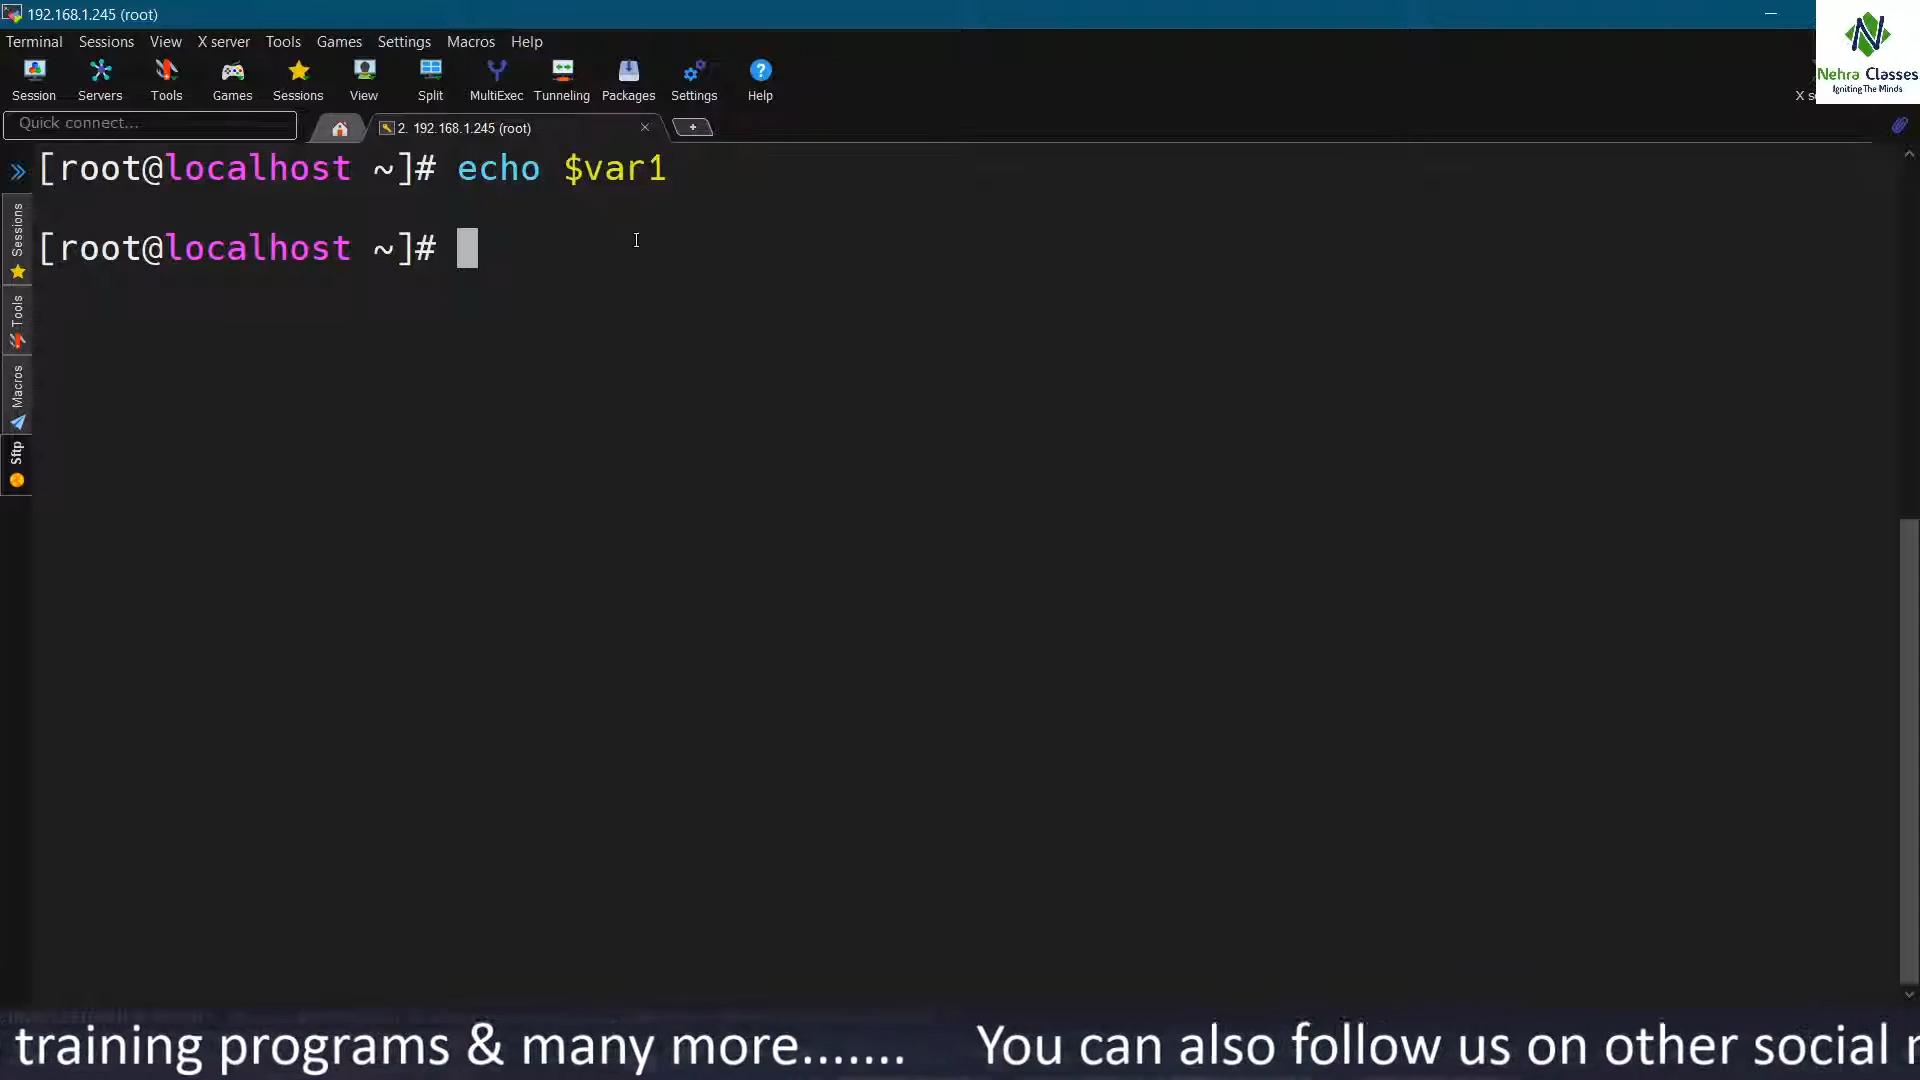 192.168.1.245 (root)
Terminal Sessions View X server Tools Games Settings Macros Help
Session Servers Tools Games Sessions View Split MultiExec Tunneling Packages Settings Help
Nehra Classes
Igniting The Minds
Quick connect...
2. 192.168.1.245 (root)
[root@localhost ~]# echo $var1
[root@localhost ~]#
Sessions
Tools
Macros
Sftp
training programs & many more....... You can also follow us on other social